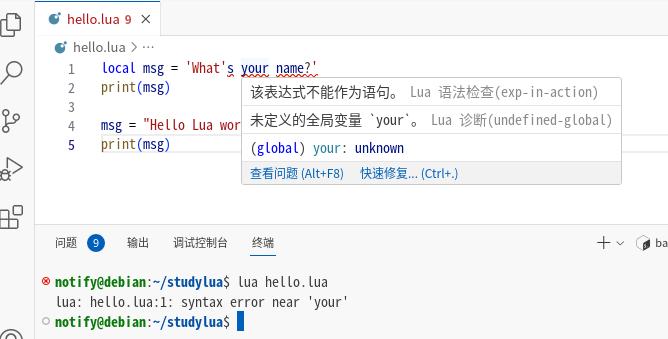 hello.lua 9
hello.lua > ...
1 local msg = 'What's your name?'
2 print(msg)
3
4 msg = "Hello Lua wor
5 print(msg)
该表达式不能作为语句。 Lua 语法检查(exp-in-action)
未定义的全局变量 `your`。 Lua 诊断(undefined-global)
(global) your: unknown
查看问题 (Alt+F8) 快速修复... (Ctrl+.)
问题 9 输出 调试控制台 终端 ba
notify@debian:~/studylua$ lua hello.lua
lua: hello.lua:1: syntax error near 'your'
notify@debian:~/studylua$